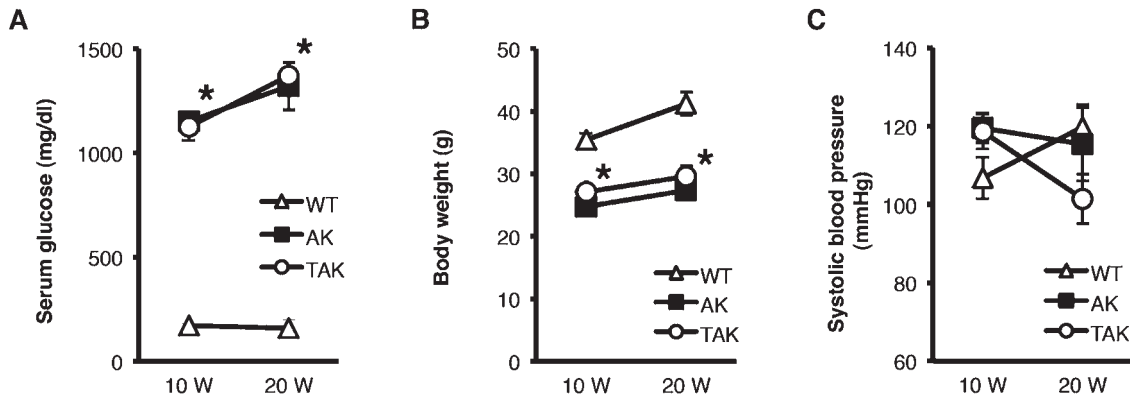 A
Serum glucose (mg/dl)
1500
1000
500
0
*
*
WT
AK
TAK
10 W
20 W
B
Body weight (g)
50
40
30
20
10
0
*
*
WT
AK
TAK
10 W
20 W
C
Systolic blood pressure
(mmHg)
140
120
100
80
60
WT
AK
TAK
10 W
20 W